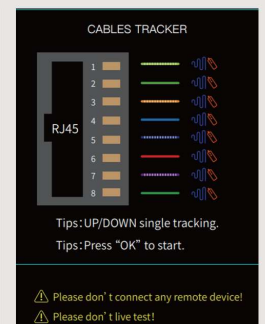 CABLES TRACKER
1
2
3
4
RJ45
5
6
7
8
Tips:UP/DOWN single tracking.
Tips:Press “OK” to start.
Please don’t connect any remote device!
Please don’t live test!